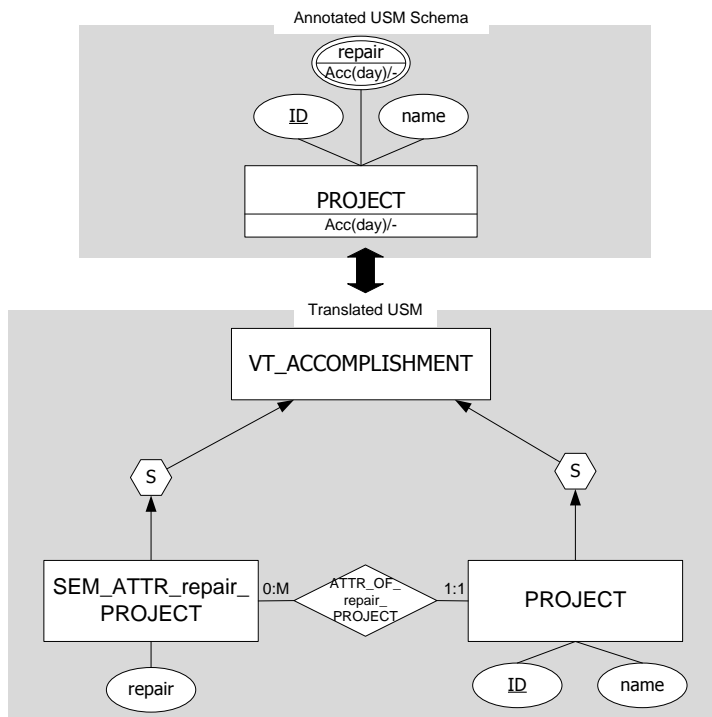 Annotated USM Schema
repair
Acc(day)/-
ID
name
PROJECT
Acc(day)/-
Translated USM
VT_ACCOMPLISHMENT
S
S
SEM_ATTR_repair_
PROJECT
0:M
ATTR_OF_
repair_
PROJECT
1:1
PROJECT
repair
ID
name